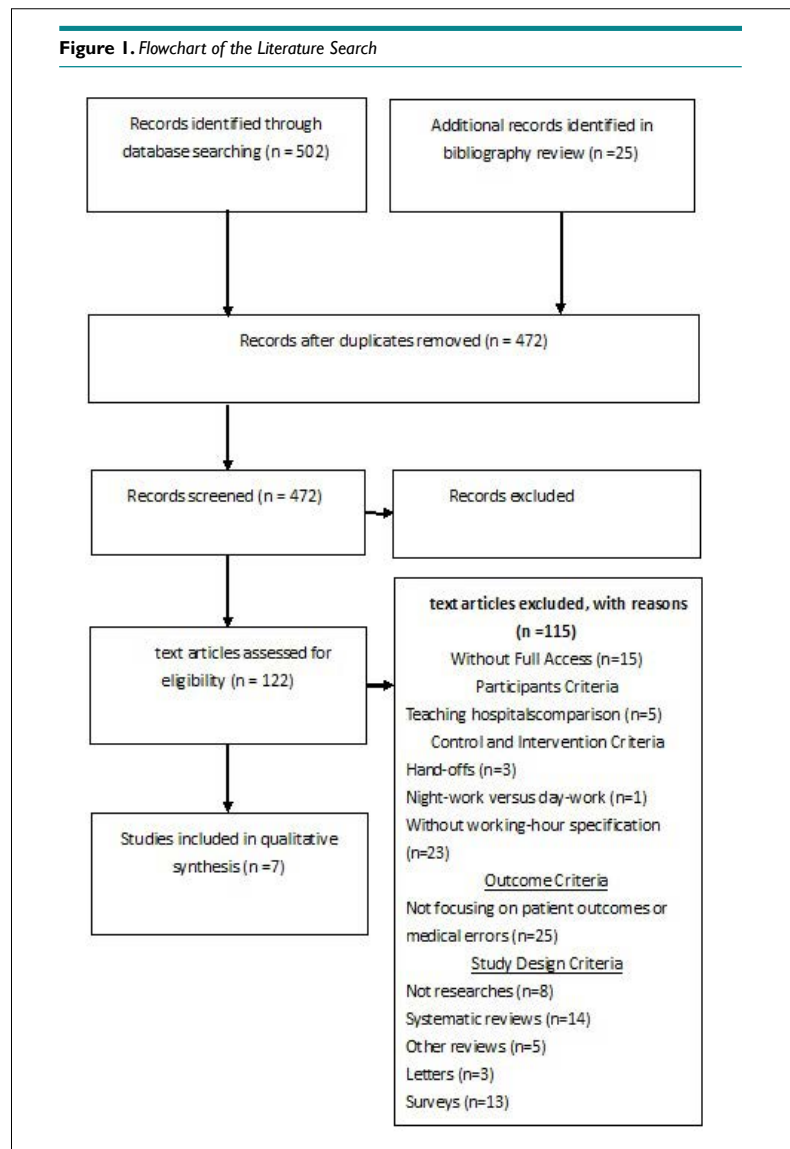 Figure 1. Flowchart of the Literature Search
Records identified through
database searching (n = 502)
Additional records identified in
bibliography review (n =25)
Records after duplicates removed (n = 472)
Records screened (n = 472)
Records excluded
text articles assessed for
eligibility (n = 122)
text articles excluded, with reasons
(n =115)
Without Full Access (n=15)
Participants Criteria
Teaching hospitalscomparison (n=5)
Control and Intervention Criteria
Hand-offs (n=3)
Night-work versus day-work (n=1)
Without working-hour specification
(n=23)
Outcome Criteria
Not focusing on patient outcomes or
medical errors (n=25)
Study Design Criteria
Not researches (n=8)
Systematic reviews (n=14)
Other reviews (n=5)
Letters (n=3)
Surveys (n=13)
Studies included in qualitative
synthesis (n =7)